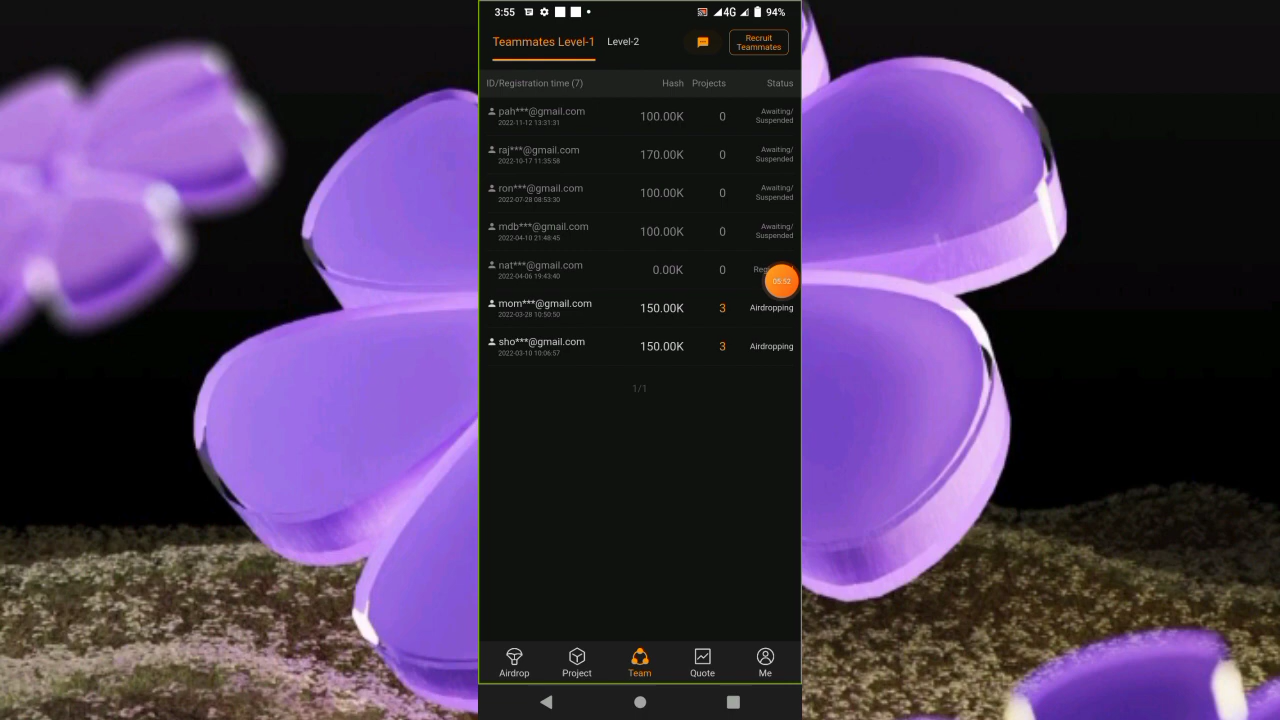 3:55 4G 94%
Teammates Level-1 Level-2
Recruit
Teammates
ID/Registration time (7) Hash Projects Status
pah***@gmail.com 100.00K 0 Awaiting/
Suspended
2022-11-12 13:31:31
raj***@gmail.com 170.00K 0 Awaiting/
Suspended
2022-10-17 11:35:58
ron***@gmail.com 100.00K 0 Awaiting/
Suspended
2022-07-28 08:53:30
mdb***@gmail.com 100.00K 0 Awaiting/
Suspended
2022-04-10 21:48:45
nat***@gmail.com 0.00K 0
2022-04-06 19:43:40
05:52
mom***@gmail.com 150.00K 3 Airdropping
2022-03-28 10:50:50
sho***@gmail.com 150.00K 3 Airdropping
2022-03-10 10:06:57
1/1
Airdrop Project Team Quote Me